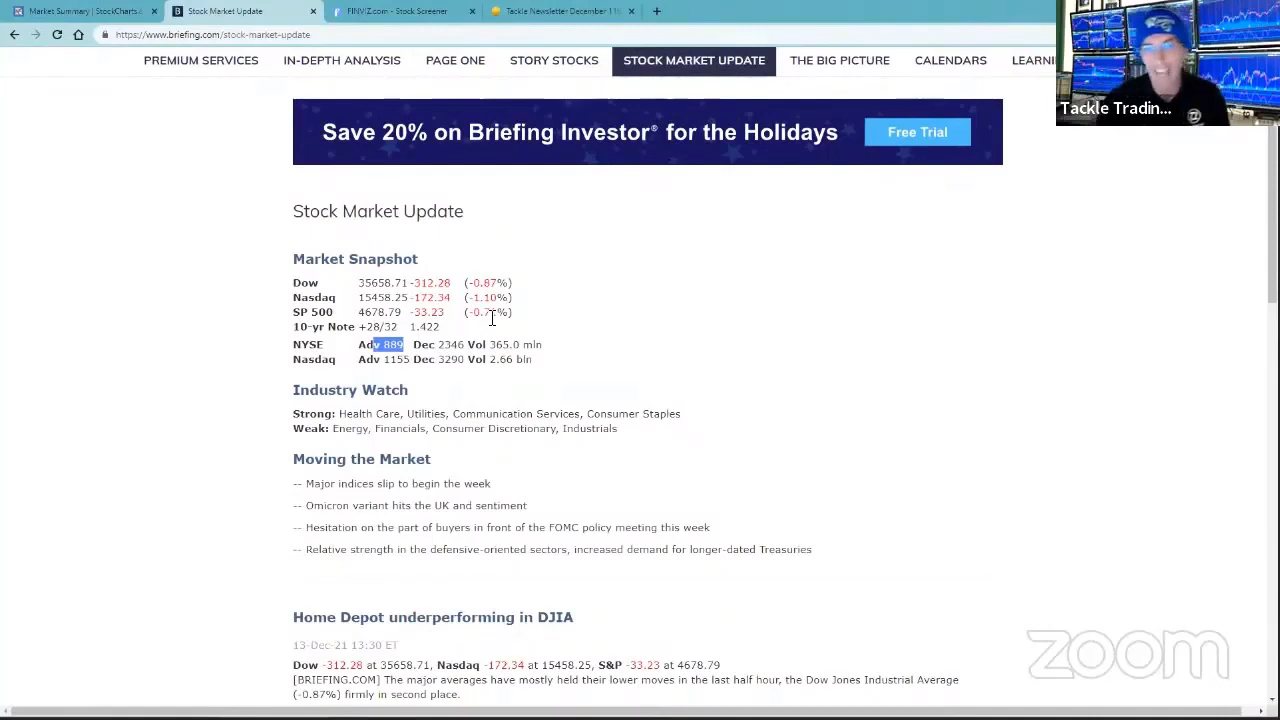 Market Summary | StockCharts.c
Stock Market Update
FINVIZ.com - Stock Screener
Tackle Newsletter December 11
https://www.briefing.com/stock-market-update
PREMIUM SERVICES IN-DEPTH ANALYSIS PAGE ONE STORY STOCKS STOCK MARKET UPDATE THE BIG PICTURE CALENDARS
Tackle Tradin...
Save 20% on Briefing Investor® for the Holidays
Free Trial
Stock Market Update
Market Snapshot
Dow 35658.71 -312.28 (-0.87%)
Nasdaq 15458.25 -172.34 (-1.10%)
SP 500 4678.79 -33.23
10-yr Note +28/32 1.422
NYSE Adv 889 Dec 2346 Vol 365.0 mln
Nasdaq Adv 1155 Dec 3290 Vol 2.66 bln
Industry Watch
Strong: Health Care, Utilities, Communication Services, Consumer Staples
Weak: Energy, Financials, Consumer Discretionary, Industrials
Moving the Market
-- Major indices slip to begin the week
-- Omicron variant hits the UK and sentiment
-- Hesitation on the part of buyers in front of the FOMC policy meeting this week
-- Relative strength in the defensive-oriented sectors, increased demand for longer-dated Treasuries
Home Depot underperforming in DJIA
13-Dec-21 13:30 ET
Dow -312.28 at 35658.71, Nasdaq -172.34 at 15458.25, S&P -33.23 at 4678.79
[BRIEFING.COM] The major averages have mostly held their lower moves in the last half hour, the Dow Jones Industrial Average
(-0.87%) firmly in second place.
zoom